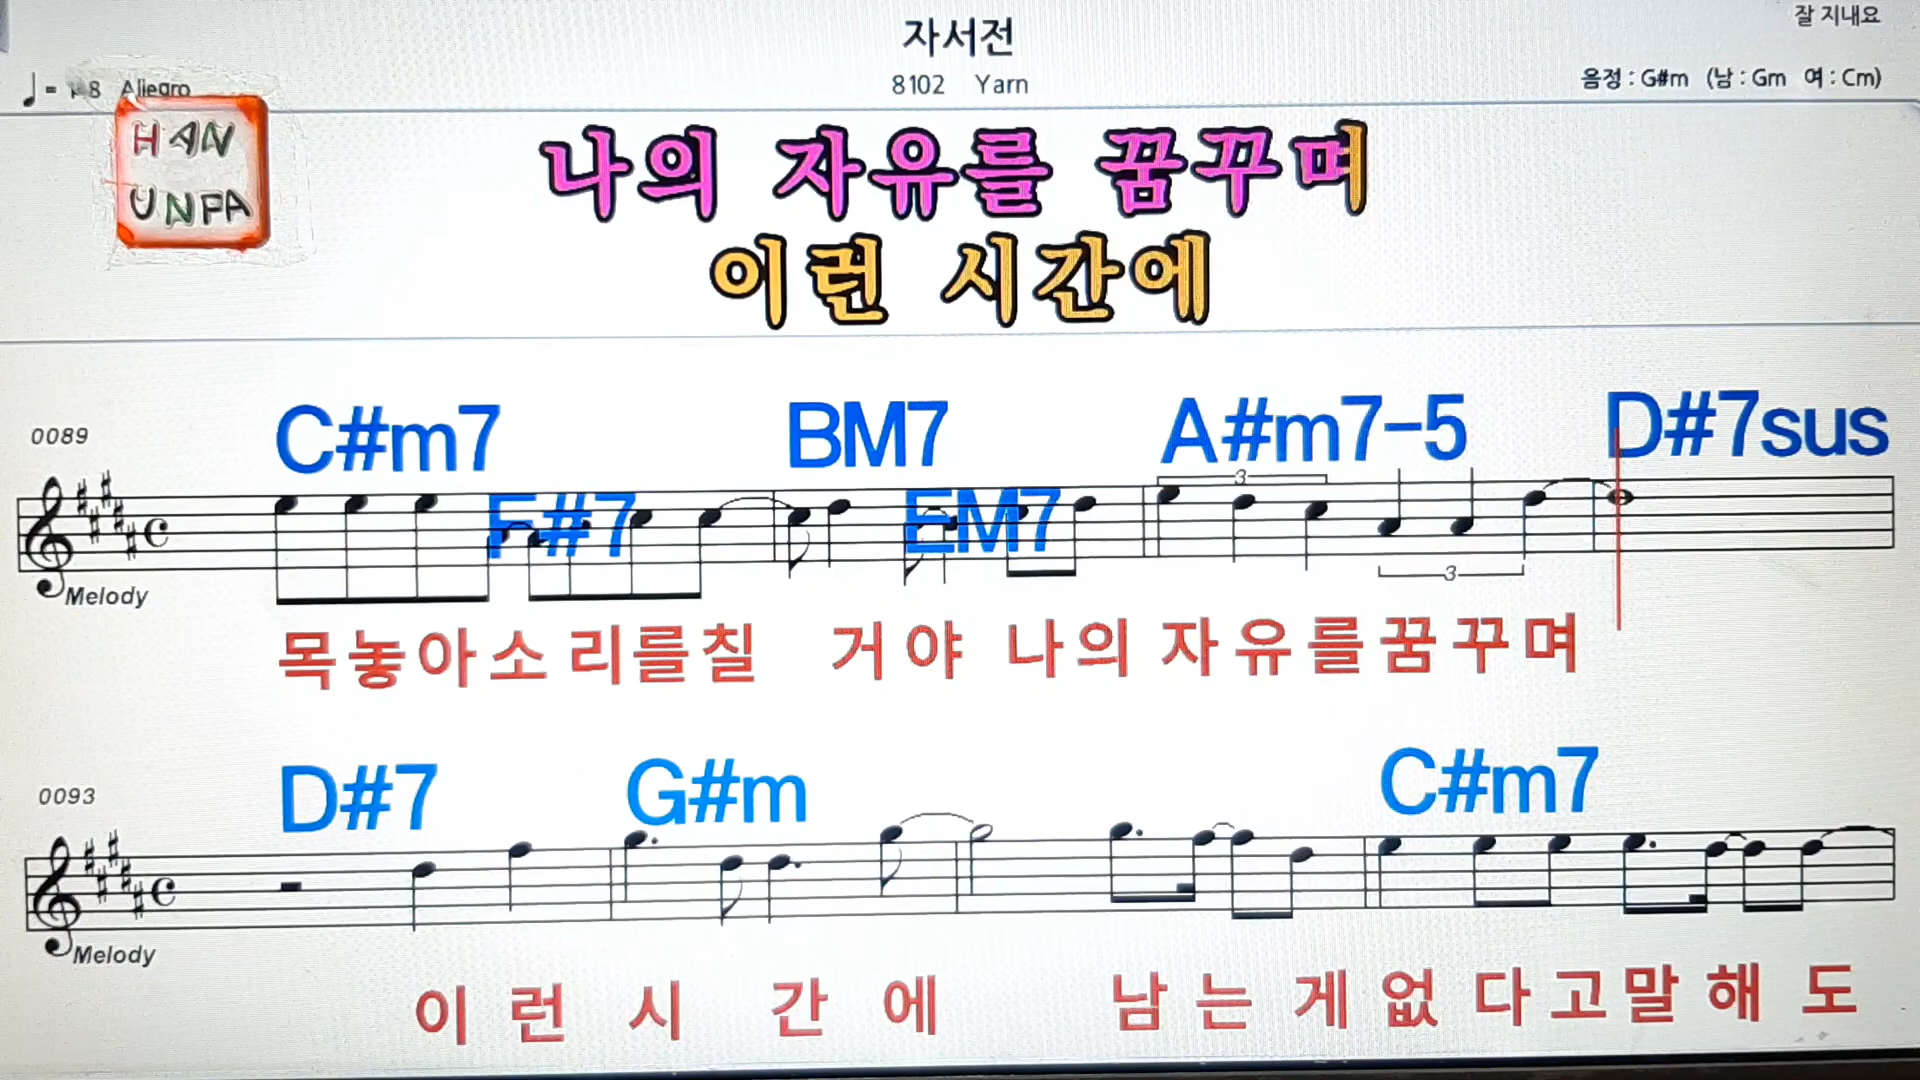 자서전
잘 지내요
8102 Yarn
Allegro
음정 : G#m (남 : Gm 여 : Cm)
HAN
UNFA
나의 자유를 꿈꾸며
이런 시간에
0089
C#m7 F#7 BM7 EM7 A#m7-5 D#7sus
3 3
Melody
목놓아소리를칠 거야 나의 자유를꿈꾸며
0093
D#7 G#m C#m7
Melody
이런시간에 남는게없다고말해도